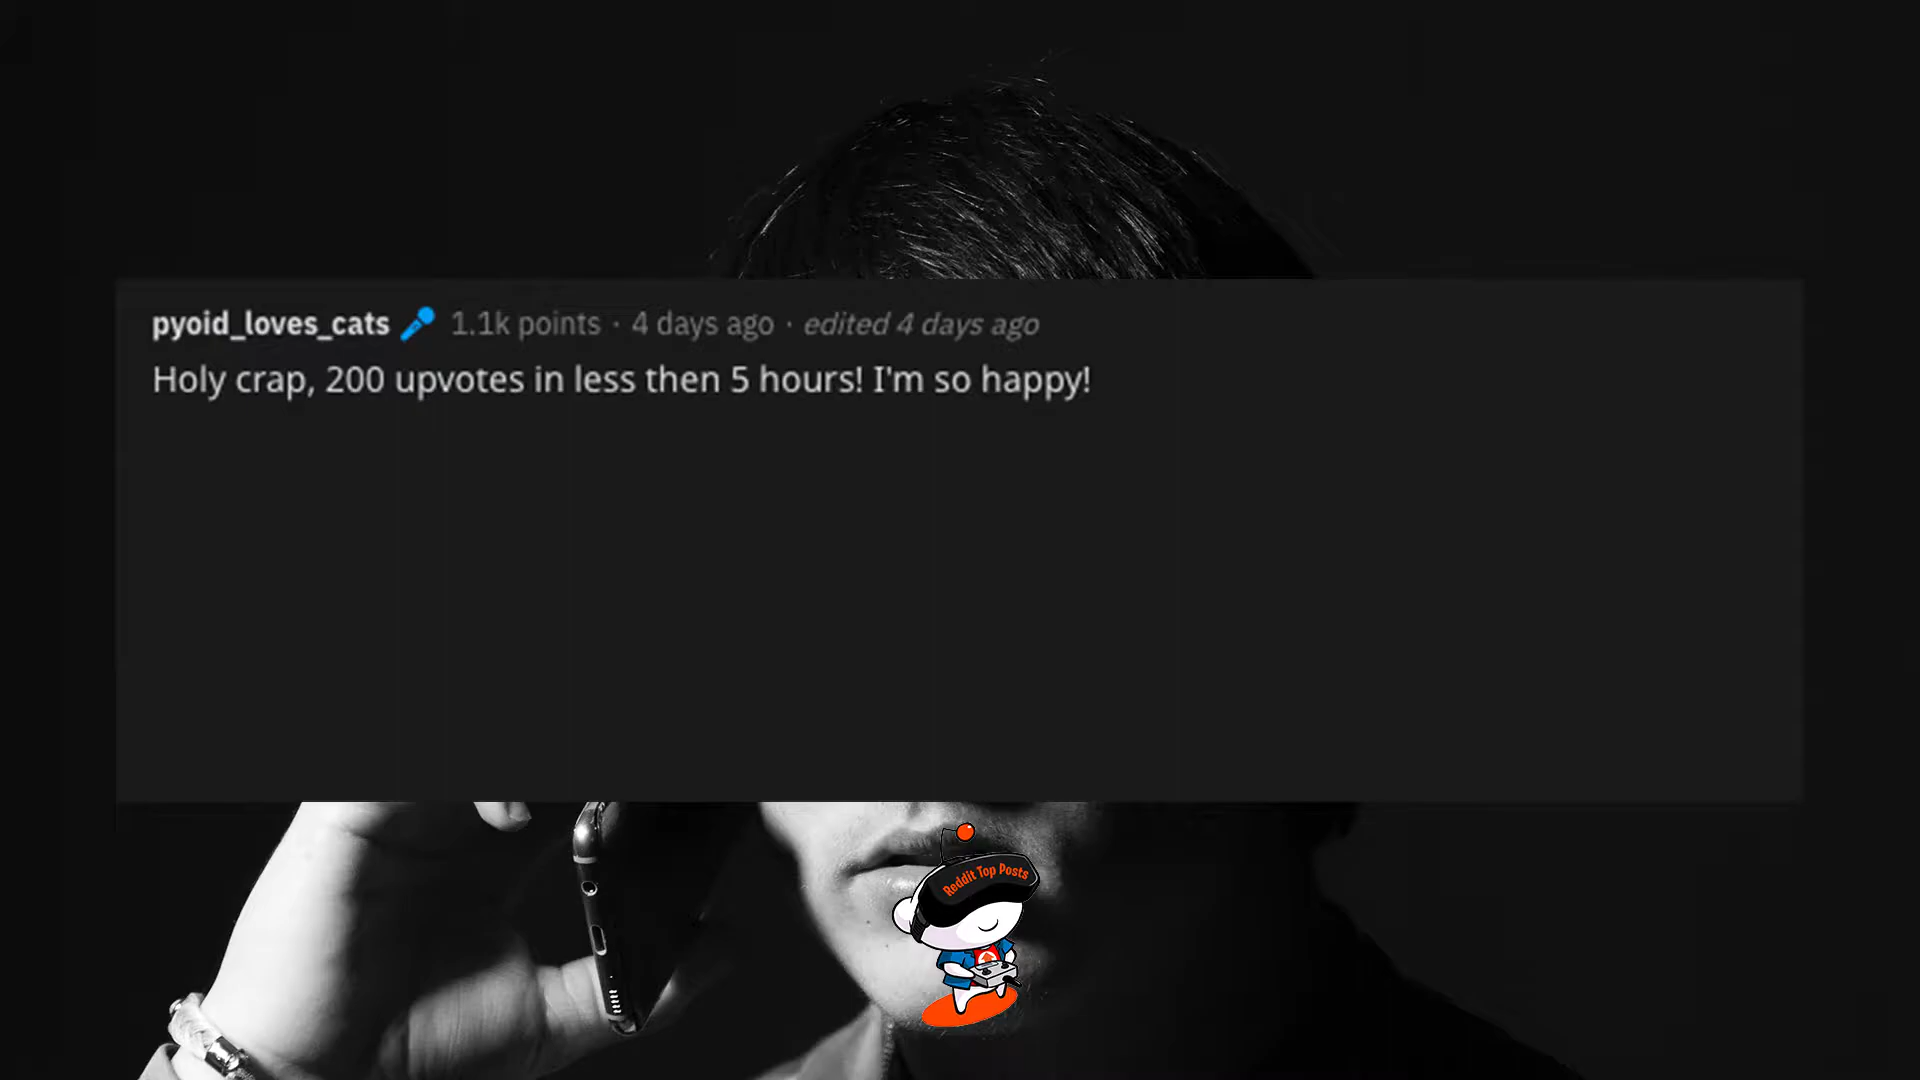 pyoid_loves_cats 1.1k points · 4 days ago · edited 4 days ago
Holy crap, 200 upvotes in less then 5 hours! I'm so happy!
Reddit Top Posts